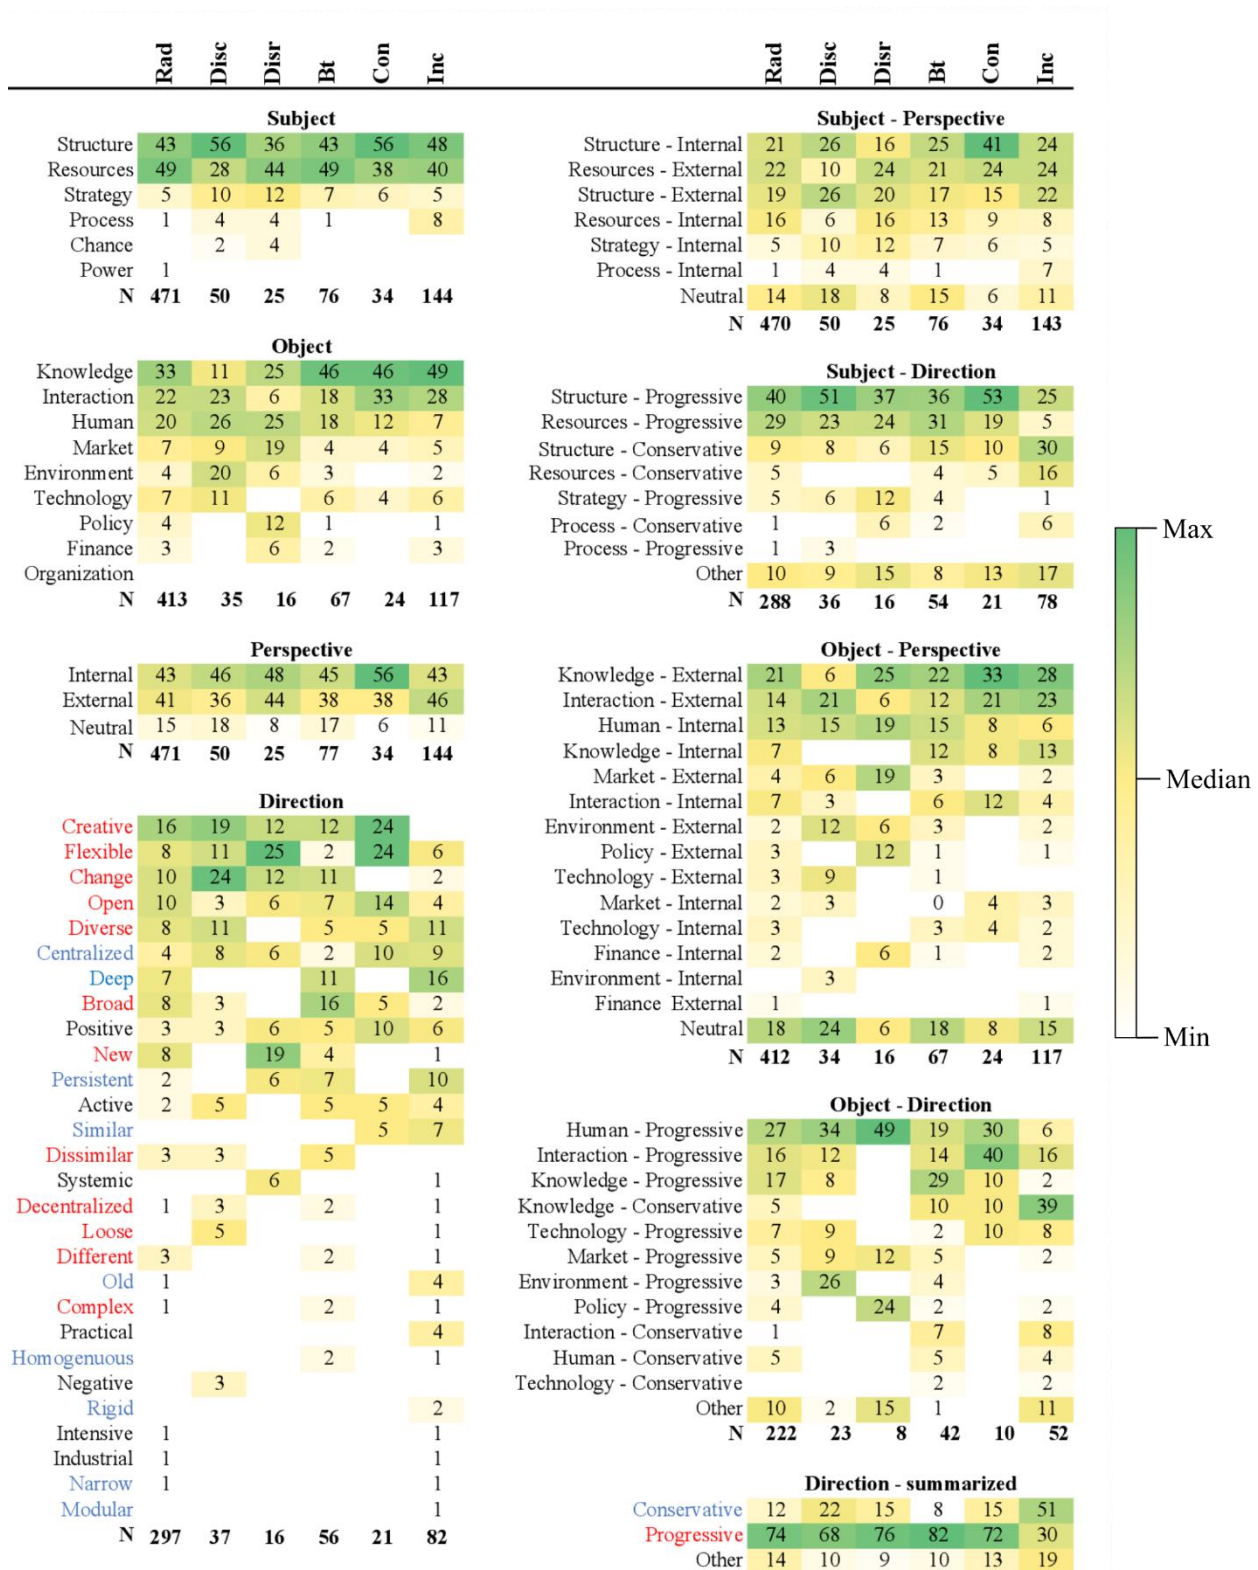 Rad Disc Disr Bt Con Inc
Subject
Structure 43 56 36 43 56 48
Resources 49 28 44 49 38 40
Strategy 5 10 12 7 6 5
Process 1 4 4 1 8
Chance 2 4
Power 1
N 471 50 25 76 34 144
Object
Knowledge 33 11 25 46 46 49
Interaction 22 23 6 18 33 28
Human 20 26 25 18 12 7
Market 7 9 19 4 4 5
Environment 4 20 6 3 2
Technology 7 11 6 4 6
Policy 4 12 1 1
Finance 3 6 2 3
Organization
N 413 35 16 67 24 117
Perspective
Internal 43 46 48 45 56 43
External 41 36 44 38 38 46
Neutral 15 18 8 17 6 11
N 471 50 25 77 34 144
Direction
Creative 16 19 12 12 24
Flexible 8 11 25 2 24 6
Change 10 24 12 11 2
Open 10 3 6 7 14 4
Diverse 8 11 5 5 11
Centralized 4 8 6 2 10 9
Deep 7 11 16
Broad 8 3 16 5 2
Positive 3 3 6 5 10 6
New 8 19 4 1
Persistent 2 6 7 10
Active 2 5 5 5 4
Similar 5 7
Dissimilar 3 3 5
Systemic 6 1
Decentralized 1 3 2 1
Loose 5 1
Different 3 2 1
Old 1 4
Complex 1 2 1
Practical 4
Homogenuous 2 1
Negative 3
Rigid 2
Intensive 1 1
Industrial 1 1
Narrow 1 1
Modular 1
N 297 37 16 56 21 82
Rad Disc Disr Bt Con Inc
Subject - Perspective
Structure - Internal 21 26 16 25 41 24
Resources - External 22 10 24 21 24 24
Structure - External 19 26 20 17 15 22
Resources - Internal 16 6 16 13 9 8
Strategy - Internal 5 10 12 7 6 5
Process - Internal 1 4 4 1 7
Neutral 14 18 8 15 6 11
N 470 50 25 76 34 143
Subject - Direction
Structure - Progressive 40 51 37 36 53 25
Resources - Progressive 29 23 24 31 19 5
Structure - Conservative 9 8 6 15 10 30
Resources - Conservative 5 4 5 16
Strategy - Progressive 5 6 12 4 1
Process - Conservative 1 6 2 6
Process - Progressive 1 3
Other 10 9 15 8 13 17
N 288 36 16 54 21 78
Object - Perspective
Knowledge - External 21 6 25 22 33 28
Interaction - External 14 21 6 12 21 23
Human - Internal 13 15 19 15 8 6
Knowledge - Internal 7 12 8 13
Market - External 4 6 19 3 2
Interaction - Internal 7 3 6 12 4
Environment - External 2 12 6 3 2
Policy - External 3 12 1 1
Technology - External 3 9 1
Market - Internal 2 3 0 4 3
Technology - Internal 3 3 4 2
Finance - Internal 2 6 1 2
Environment - Internal 3
Finance External 1 1
Neutral 18 24 6 18 8 15
N 412 34 16 67 24 117
Object - Direction
Human - Progressive 27 34 49 19 30 6
Interaction - Progressive 16 12 14 40 16
Knowledge - Progressive 17 8 29 10 2
Knowledge - Conservative 5 10 10 39
Technology - Progressive 7 9 2 10 8
Market - Progressive 5 9 12 5 2
Environment - Progressive 3 26 4
Policy - Progressive 4 24 2 2
Interaction - Conservative 1 7 8
Human - Conservative 5 5 4
Technology - Conservative 2 2
Other 10 2 15 1 11
N 222 23 8 42 10 52
Direction - summarized
Conservative 12 22 15 8 15 51
Progressive 74 68 76 82 72 30
Other 14 10 9 10 13 19
Max
Median
Min